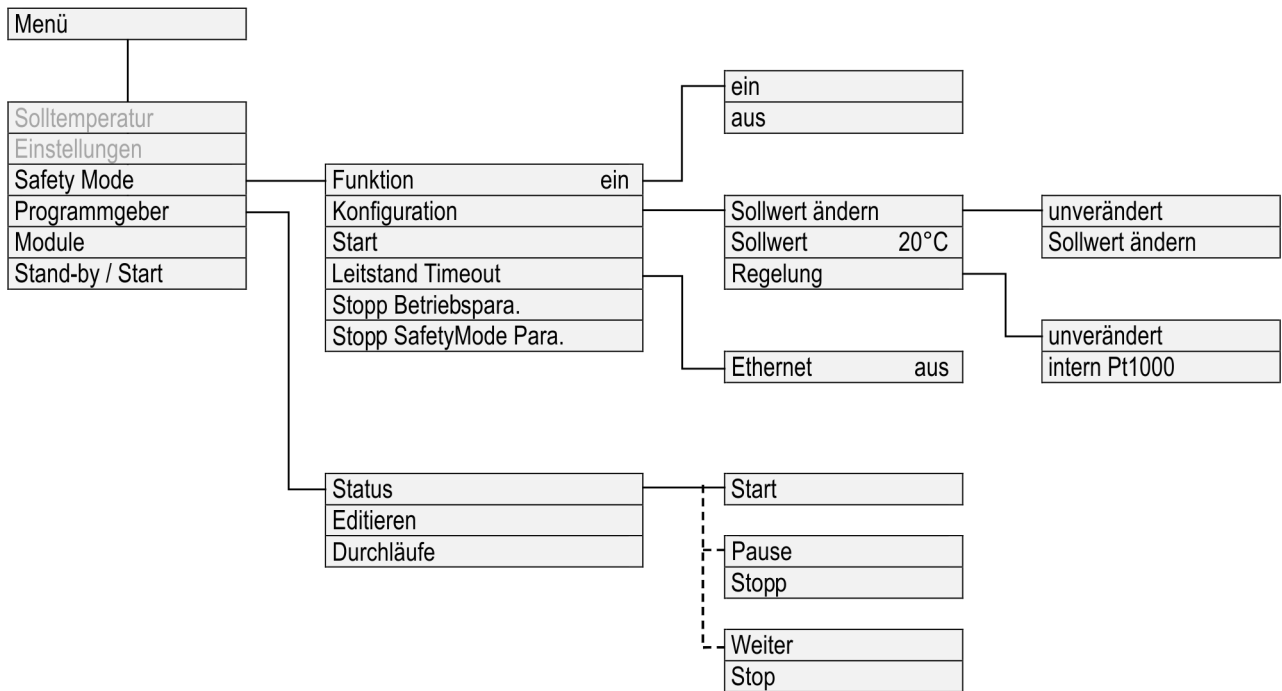 Menü
Solltemperatur
Einstellungen
Safety Mode
Programmgeber
Module
Stand-by / Start
Funktion ein
Konfiguration
Start
Leitstand Timeout
Stopp Betriebspara.
Stopp SafetyMode Para.
ein
aus
Sollwert ändern
Sollwert 20°C
Regelung
unverändert
Sollwert ändern
unverändert
intern Pt1000
Ethernet aus
Status
Editieren
Durchläufe
Start
Pause
Stopp
Weiter
Stop